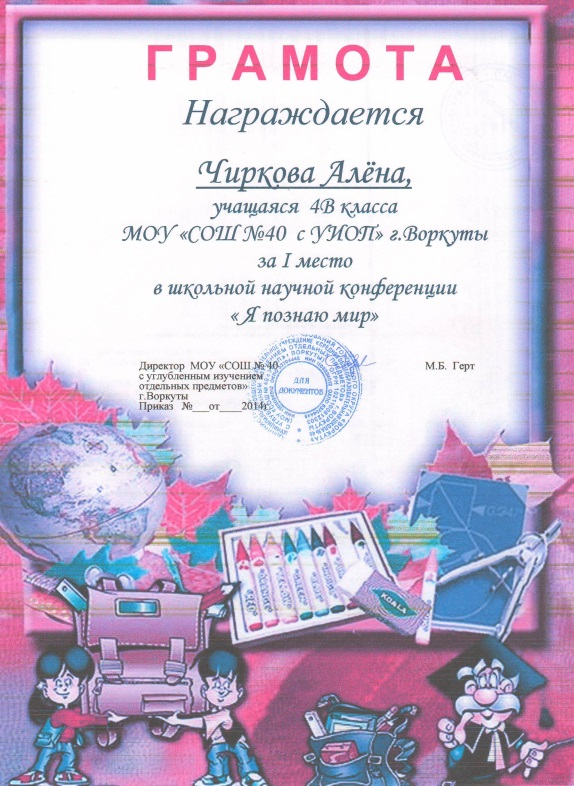 ГРАМОТА
Награждается
Чиркова Алёна,
учащаяся 4В класса
МОУ «СОШ №40 с УИОП» г.Воркуты
за I место
в школьной научной конференции
«Я познаю мир»
Директор МОУ «СОШ № 40
с углубленным изучением
отдельных предметов»
г.Воркуты
Приказ №___от____2014г.
М.Б. Герт
ДЛЯ
ДОКУМЕНТОВ
KOALA